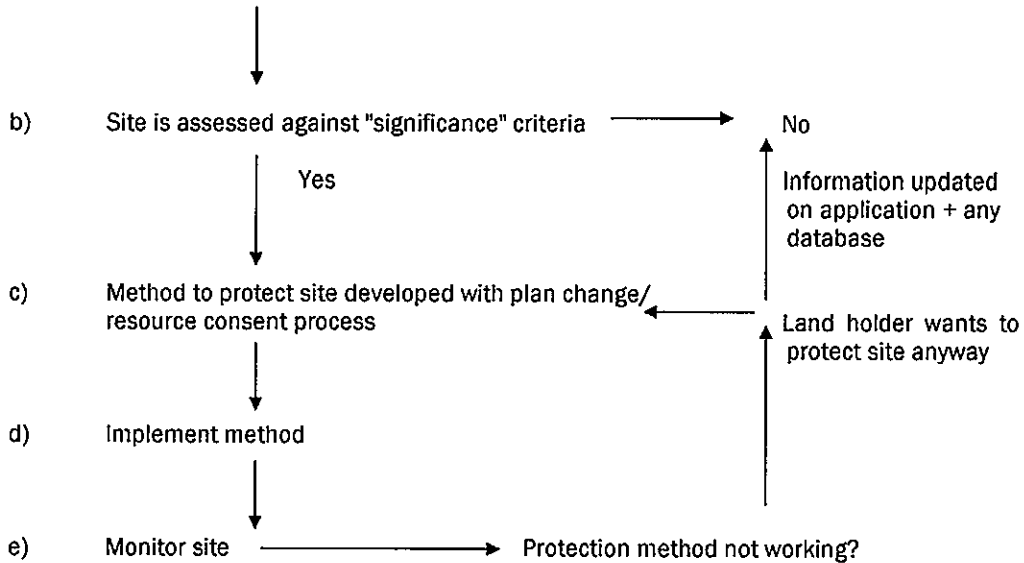 b) Site is assessed against "significance" criteria No
Yes
Information updated
on application + any
database
c) Method to protect site developed with plan change/
resource consent process
Land holder wants to
protect site anyway
d) Implement method
e) Monitor site Protection method not working?